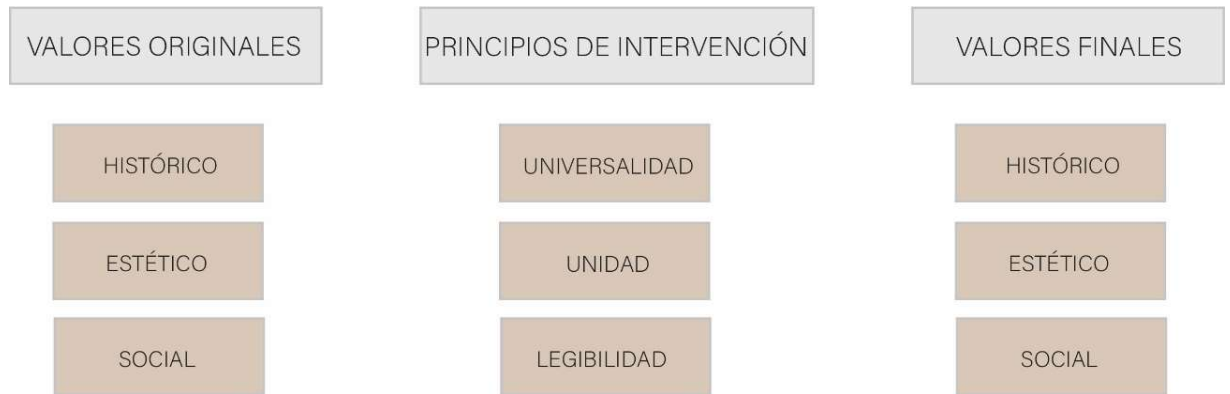 VALORES ORIGINALES
PRINCIPIOS DE INTERVENCIÓN
VALORES FINALES
HISTÓRICO
UNIVERSALIDAD
HISTÓRICO
ESTÉTICO
UNIDAD
ESTÉTICO
SOCIAL
LEGIBILIDAD
SOCIAL